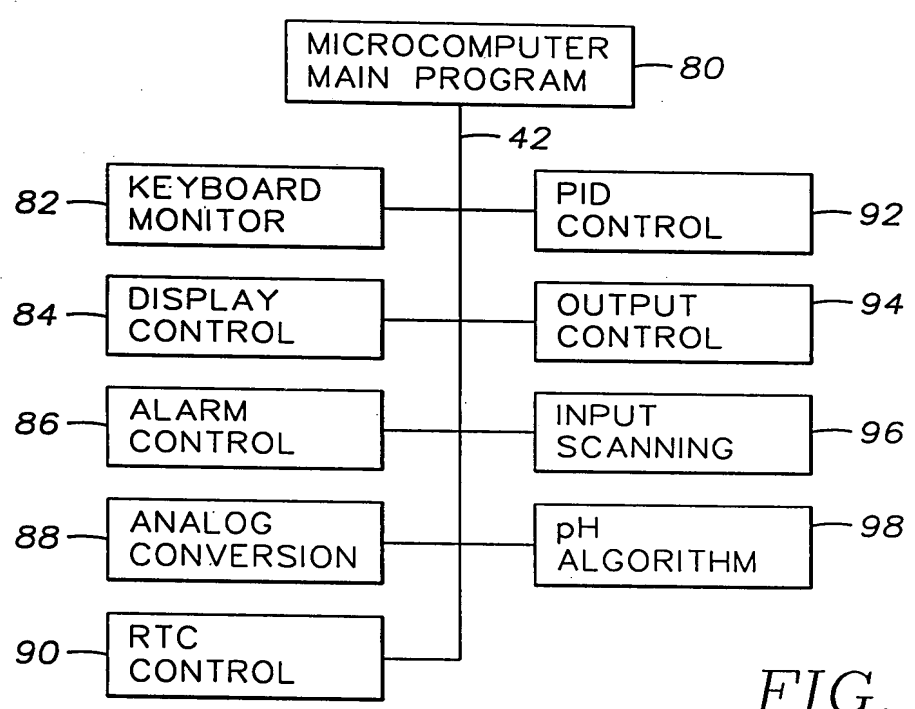 MICROCOMPUTER
MAIN PROGRAM
80
42
82
KEYBOARD
MONITOR
PID
CONTROL
92
84
DISPLAY
CONTROL
OUTPUT
CONTROL
94
86
ALARM
CONTROL
INPUT
SCANNING
96
88
ANALOG
CONVERSION
pH
ALGORITHM
98
90
RTC
CONTROL
FIG.